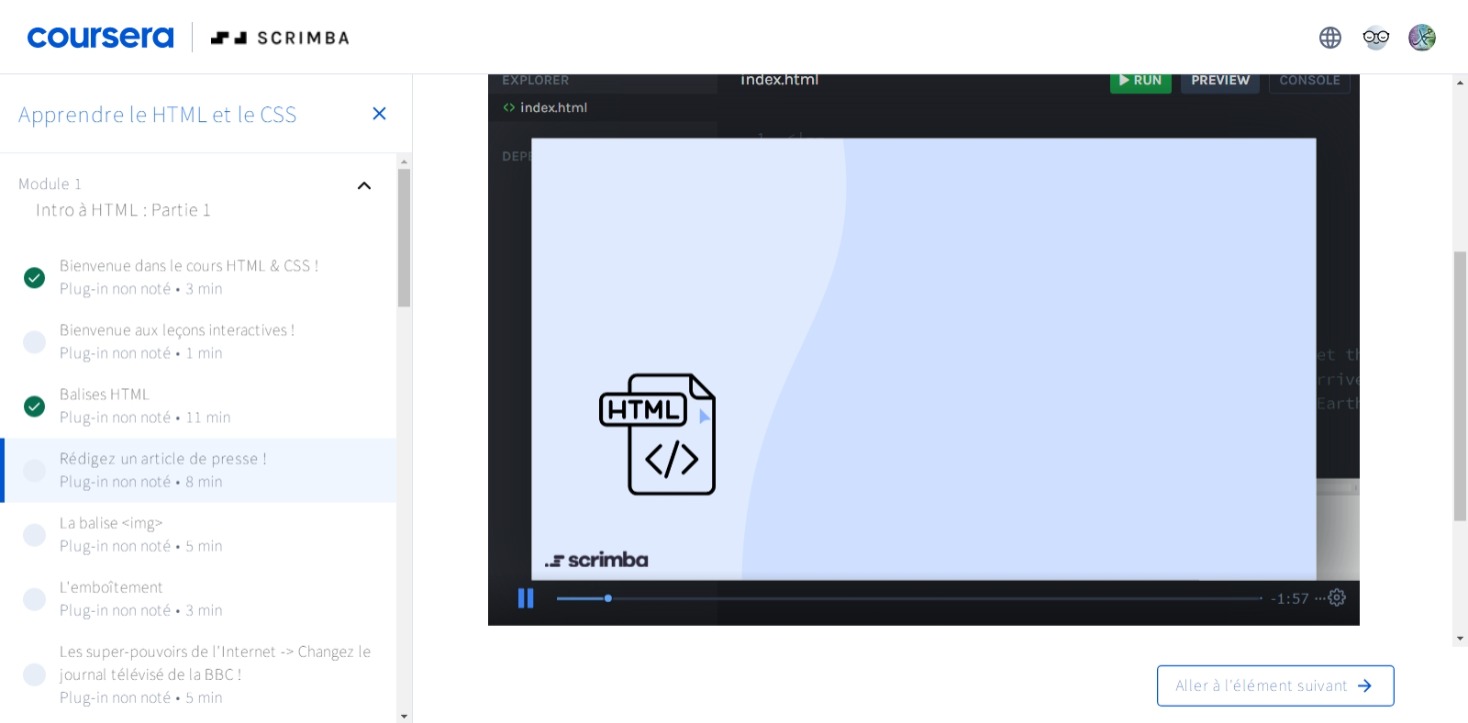 coursera SCRIMBA
Apprendre le HTML et le CSS
Module 1
Intro à HTML : Partie 1
Bienvenue dans le cours HTML & CSS !
Plug-in non noté • 3 min
Bienvenue aux leçons interactives !
Plug-in non noté • 1 min
Balises HTML
Plug-in non noté • 11 min
Rédigez un article de presse !
Plug-in non noté • 8 min
La balise <img>
Plug-in non noté • 5 min
L'emboîtement
Plug-in non noté • 3 min
Les super-pouvoirs de l'Internet -> Changez le
journal télévisé de la BBC !
Plug-in non noté • 5 min
EXPLORER
index.html
RUN PREVIEW CONSOLE
<> index.html
DEPE
HTML
</>
scrimba
et th
rrive
Earth
-1:57
Aller à l'élément suivant →